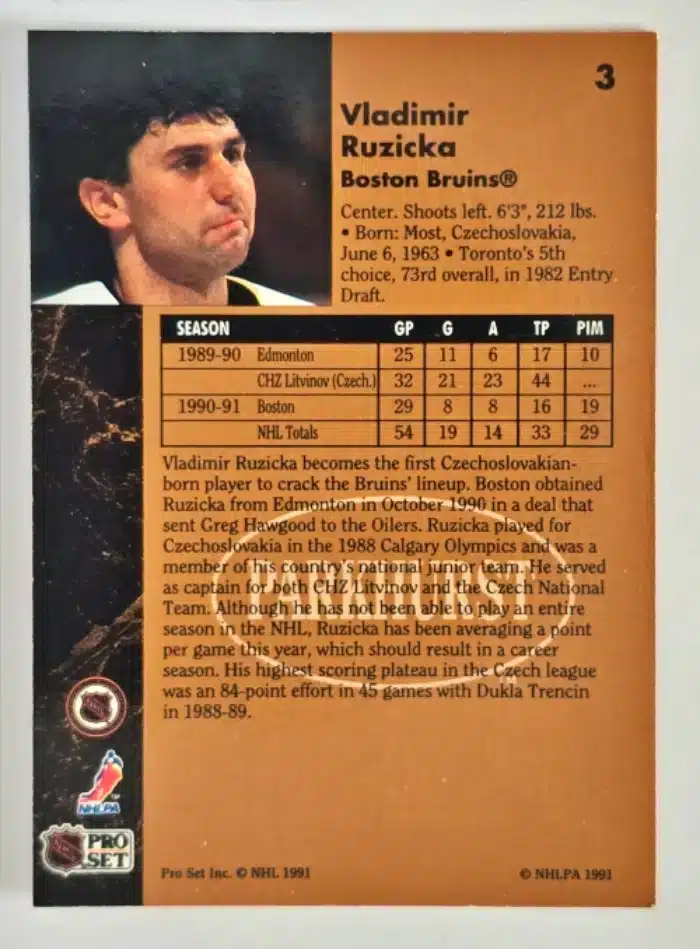 3
Vladimir
Ruzicka
Boston Bruins®
Center. Shoots left. 6'3", 212 lbs.
• Born: Most, Czechoslovakia,
June 6, 1963 • Toronto's 5th
choice, 73rd overall, in 1982 Entry
Draft.
SEASON GP G A TP PIM
1989-90 Edmonton 25 11 6 17 10
CHZ Litvinov (Czech.) 32 21 23 44 ...
1990-91 Boston 29 8 8 16 19
NHL Totals 54 19 14 33 29
Vladimir Ruzicka becomes the first Czechoslovakian-
born player to crack the Bruins' lineup. Boston obtained
Ruzicka from Edmonton in October 1990 in a deal that
sent Greg Hawgood to the Oilers. Ruzicka played for
Czechoslovakia in the 1988 Calgary Olympics and was a
member of his country's national junior team. He served
as captain for both CHZ Litvinov and the Czech National
Team. Although he has not been able to play an entire
season in the NHL, Ruzicka has been averaging a point
per game this year, which should result in a career
season. His highest scoring plateau in the Czech league
was an 84-point effort in 45 games with Dukla Trencin
in 1988-89.
PARKHURST
NHLPA
PRO
SET
Pro Set Inc. © NHL 1991 © NHLPA 1991